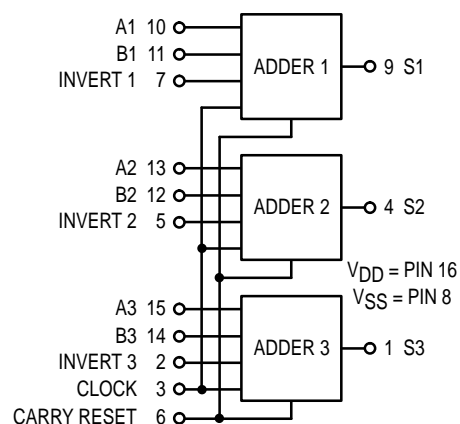 A1 10
B1 11
INVERT 1 7
ADDER 1
9 S1
A2 13
B2 12
INVERT 2 5
ADDER 2
4 S2
VDD = PIN 16
VSS = PIN 8
A3 15
B3 14
INVERT 3 2
CLOCK 3
CARRY RESET 6
ADDER 3
1 S3